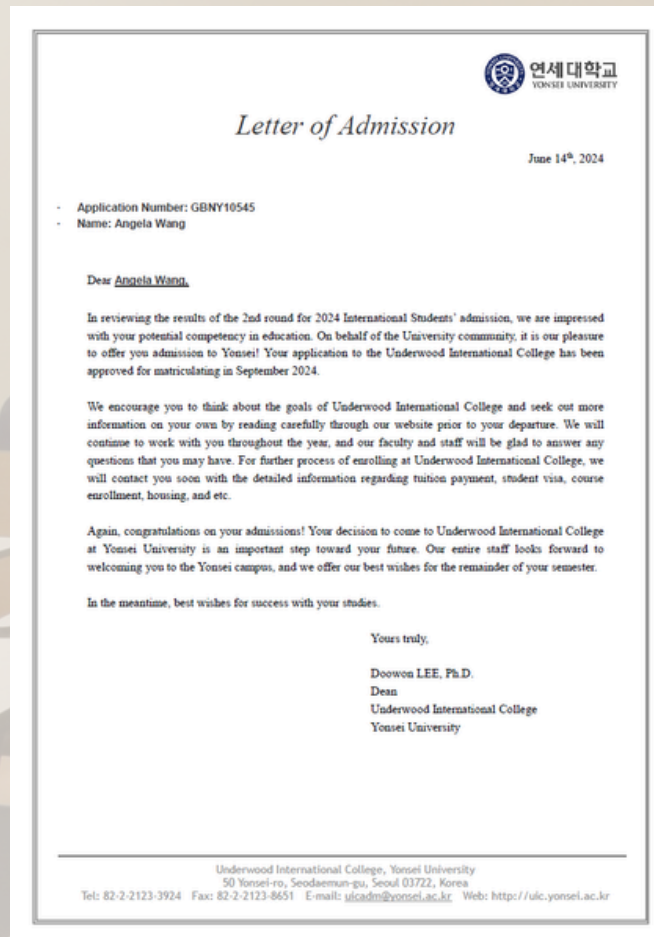 연세대학교
YONSEI UNIVERSITY
Letter of Admission
June 14th, 2024
- Application Number: GBNY10545
- Name: Angela Wang
Dear Angela Wang,
In reviewing the results of the 2nd round for 2024 International Students' admission, we are impressed
with your potential competency in education. On behalf of the University community, it is our pleasure
to offer you admission to Yonsei! Your application to the Underwood International College has been
approved for matriculating in September 2024.
We encourage you to think about the goals of Underwood International College and seek out more
information on your own by reading carefully through our website prior to your departure. We will
continue to work with you throughout the year, and our faculty and staff will be glad to answer any
questions that you may have. For further process of enrolling at Underwood International College, we
will contact you soon with the detailed information regarding tuition payment, student visa, course
enrollment, housing, and etc.
Again, congratulations on your admissions! Your decision to come to Underwood International College
at Yonsei University is an important step toward your future. Our entire staff looks forward to
welcoming you to the Yonsei campus, and we offer our best wishes for the remainder of your semester.
In the meantime, best wishes for success with your studies.
Yours truly,
Doowon LEE, Ph.D.
Dean
Underwood International College
Yonsei University
Underwood International College, Yonsei University
50 Yonsei-ro, Seodaemun-gu, Seoul 03722, Korea
Tel: 82-2-2123-3924 Fax: 82-2-2123-8651 E-mail: uicadm@yonsei.ac.kr Web: http://uic.yonsei.ac.kr